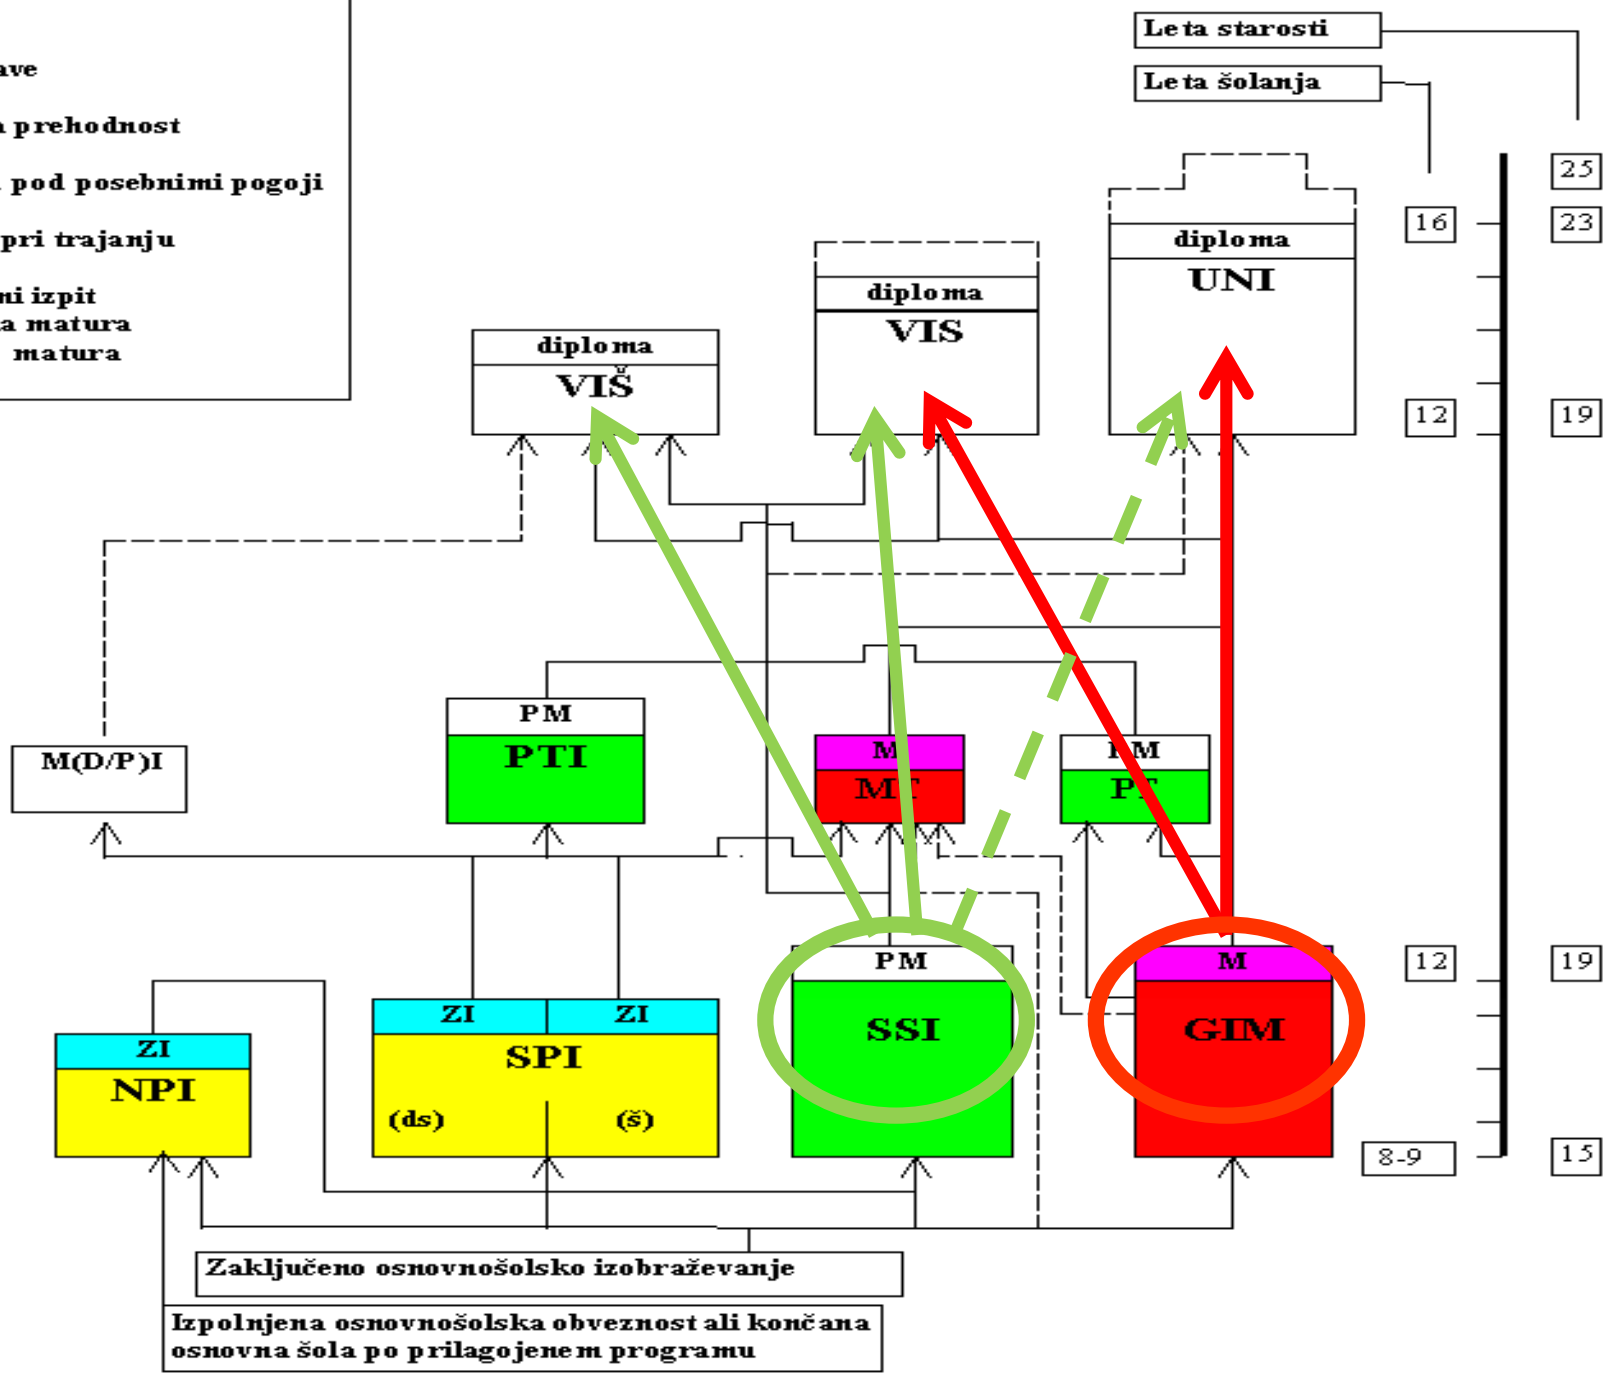 Leta starosti
Leta šolanja
prehodnost
pod posebnimi pogoji
pri trajanju
izpit
matura
matura
25
16
23
diploma
UNI
diploma
VIS
diploma
VIŠ
12
19
PM
PTI
M
MT
PM
PT
M(D/P)I
PM
SSI
M
GIM
12
19
ZI
ZI
SPI
(ds)
(š)
ZI
NPI
8-9
15
Zaključeno osnovnošolsko izobraževanje
Izpolnjena osnovnošolska obveznost ali končana
osnovna šola po prilagojenem programu